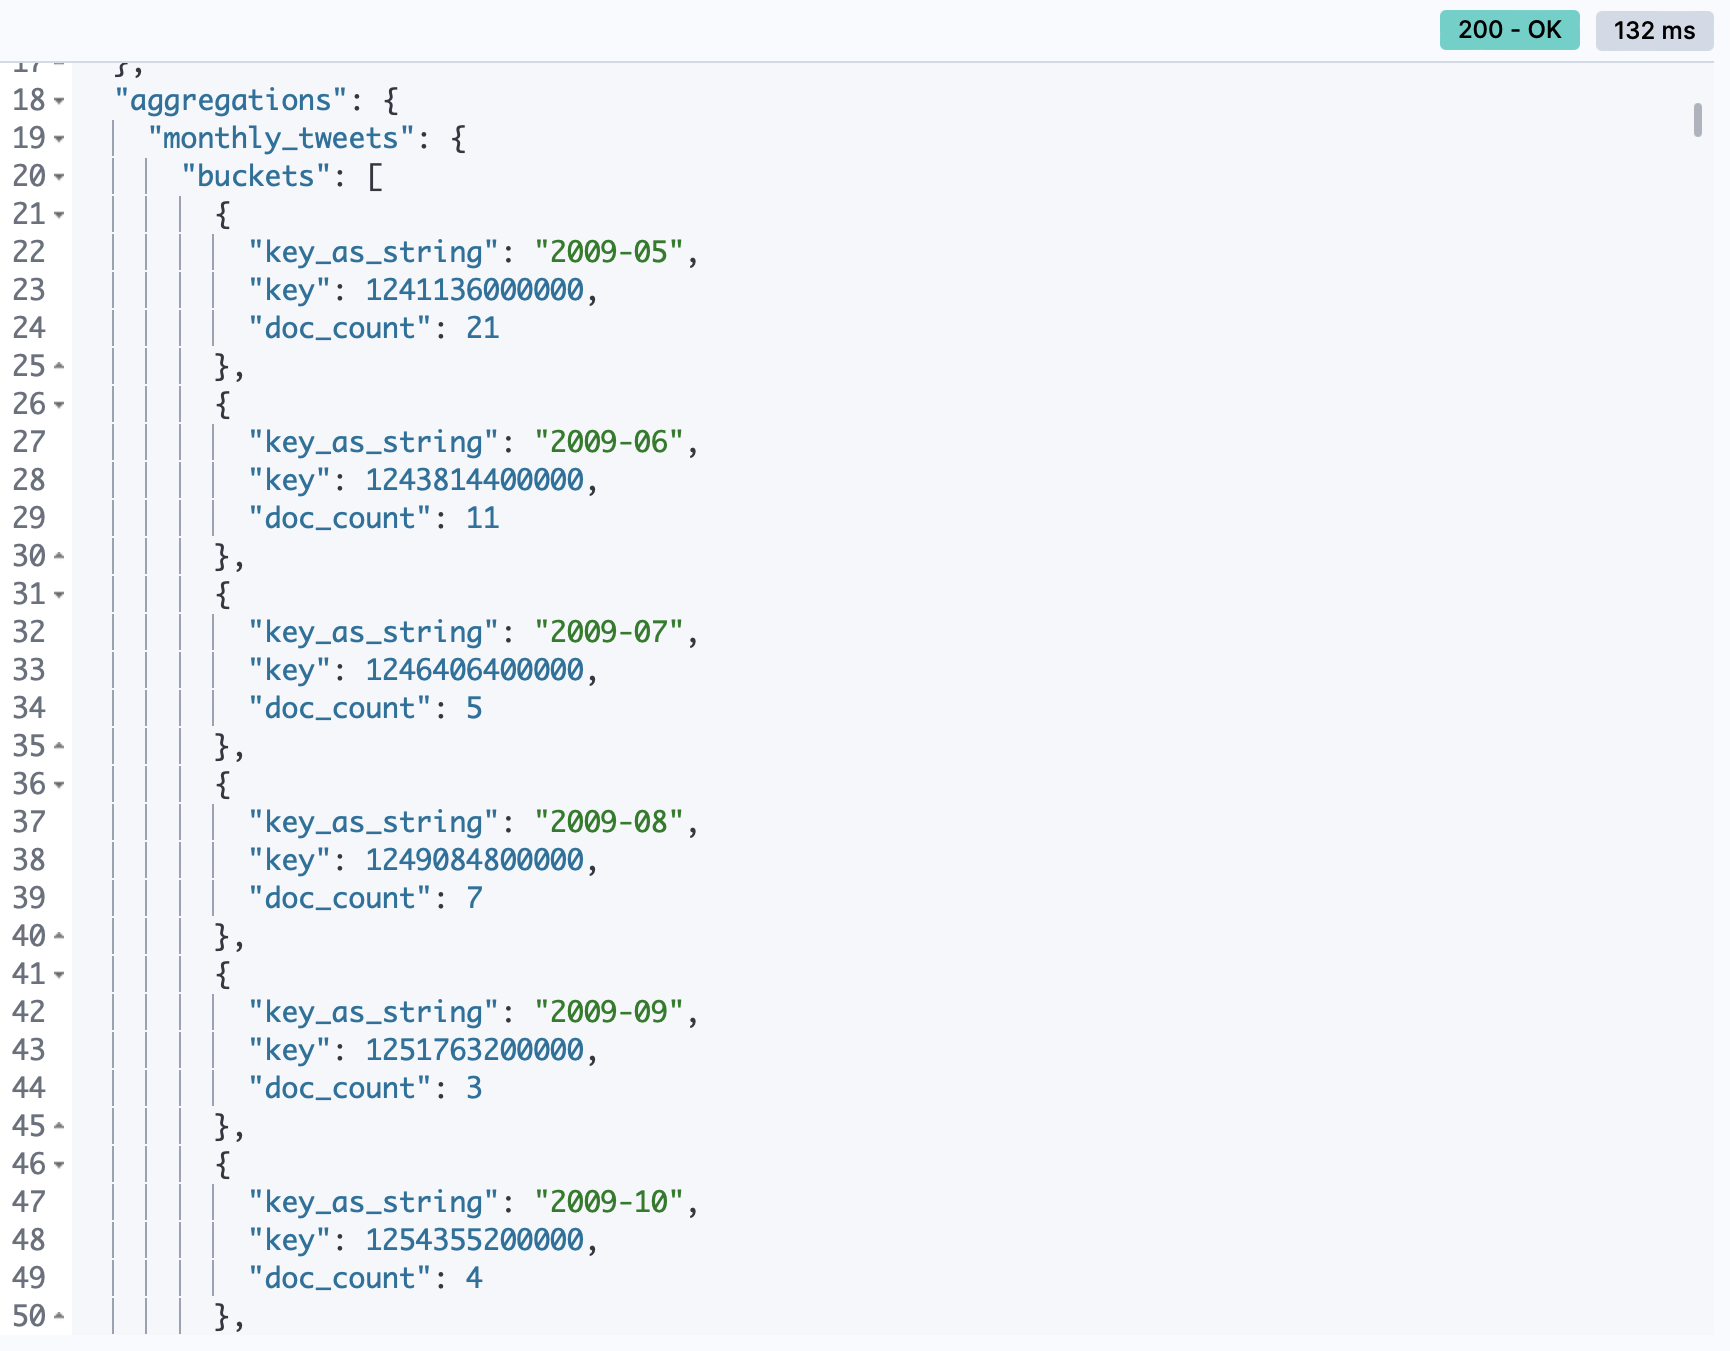 200 - OK 132 ms
17 },
18 "aggregations": {
19 "monthly_tweets": {
20 "buckets": [
21 {
22 "key_as_string": "2009-05",
23 "key": 1241136000000,
24 "doc_count": 21
25 },
26 {
27 "key_as_string": "2009-06",
28 "key": 1243814400000,
29 "doc_count": 11
30 },
31 {
32 "key_as_string": "2009-07",
33 "key": 1246406400000,
34 "doc_count": 5
35 },
36 {
37 "key_as_string": "2009-08",
38 "key": 1249084800000,
39 "doc_count": 7
40 },
41 {
42 "key_as_string": "2009-09",
43 "key": 1251763200000,
44 "doc_count": 3
45 },
46 {
47 "key_as_string": "2009-10",
48 "key": 1254355200000,
49 "doc_count": 4
50 },